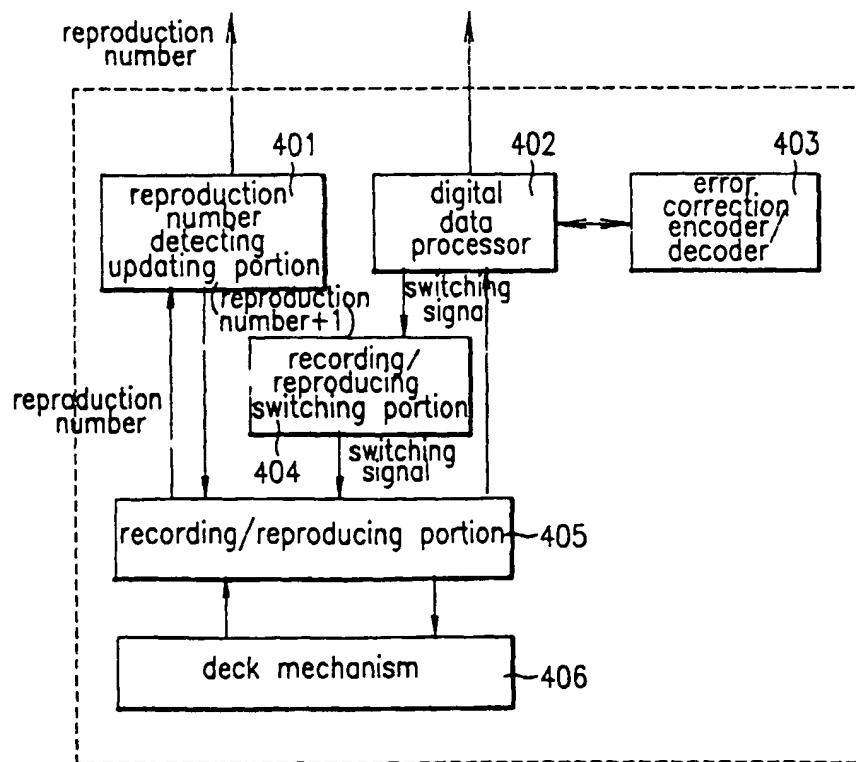 reproduction
number
401
402
403
reproduction
number
detecting
updating portion
digital
data
processor
error
correction
encoder/
decoder
(reproduction
number+1)
switching
signal
recording/
reproducing
switching portion
reproduction
number
404
switching
signal
recording/reproducing portion
405
deck mechanism
406